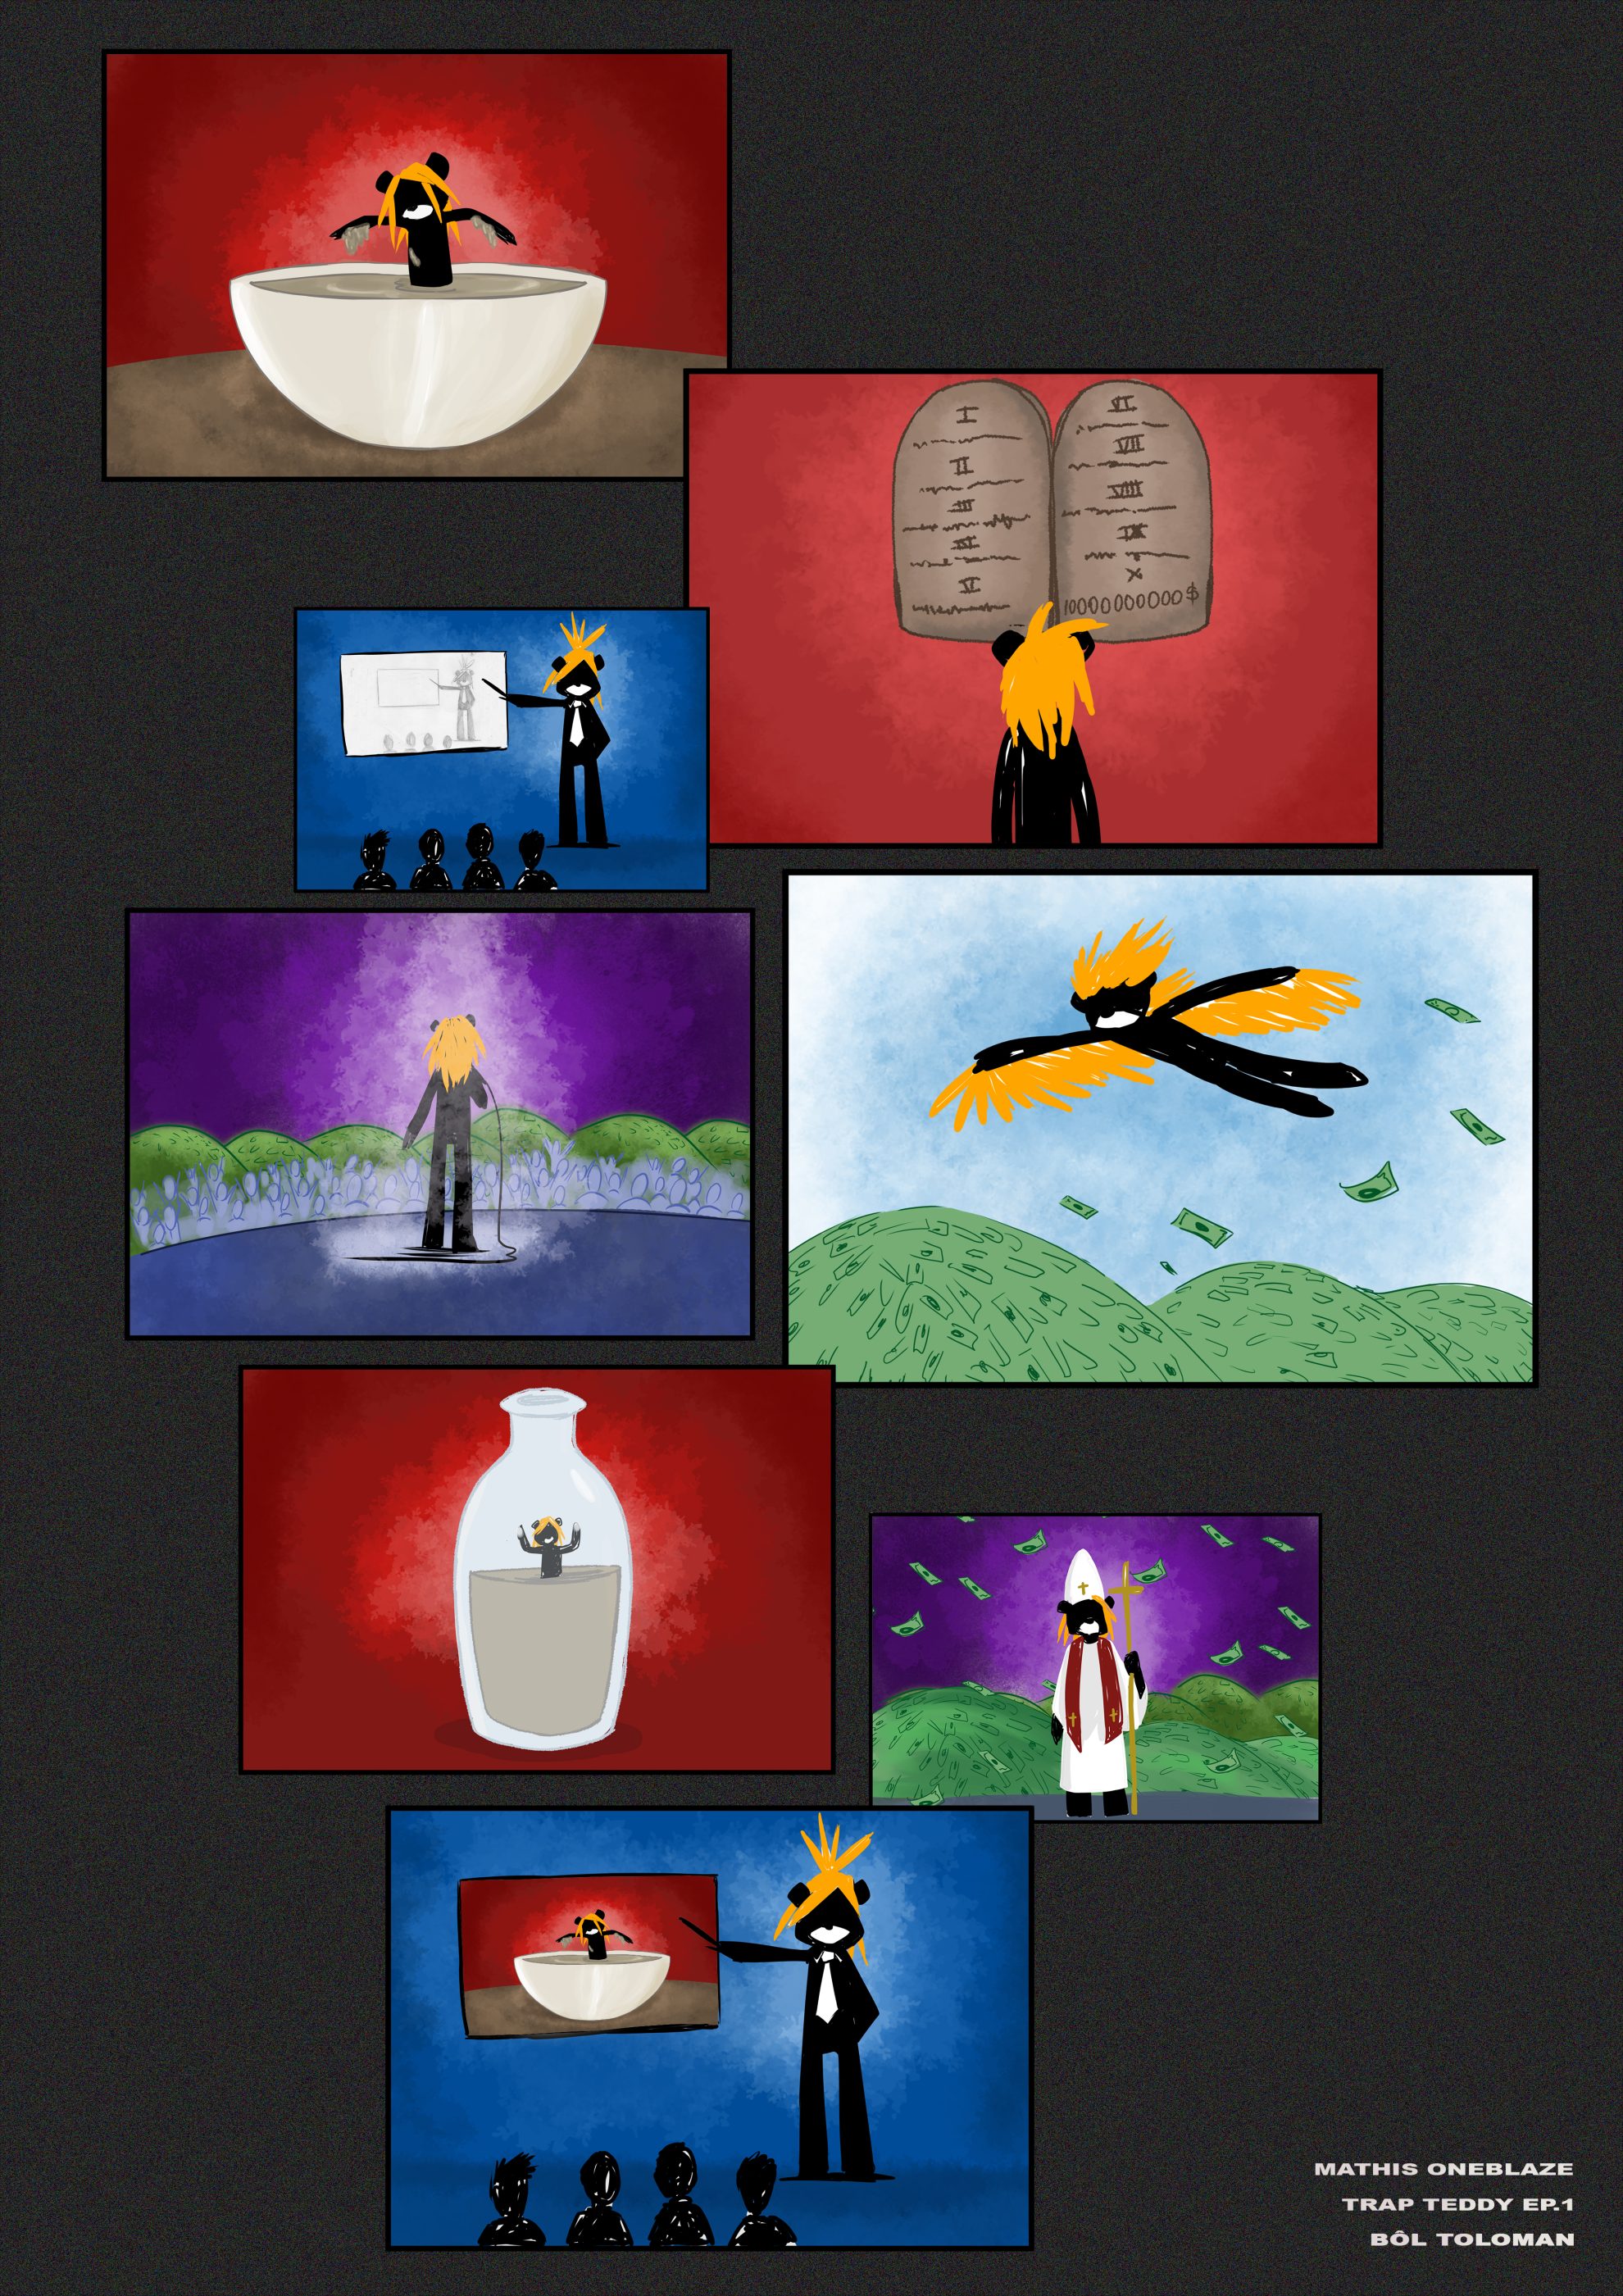 I
II
III
IV
V
VI
VII
VIII
IX
X
10000000000$
MATHIS ONEBLAZE
TRAP TEDDY EP.1
BÔL TOLOMAN